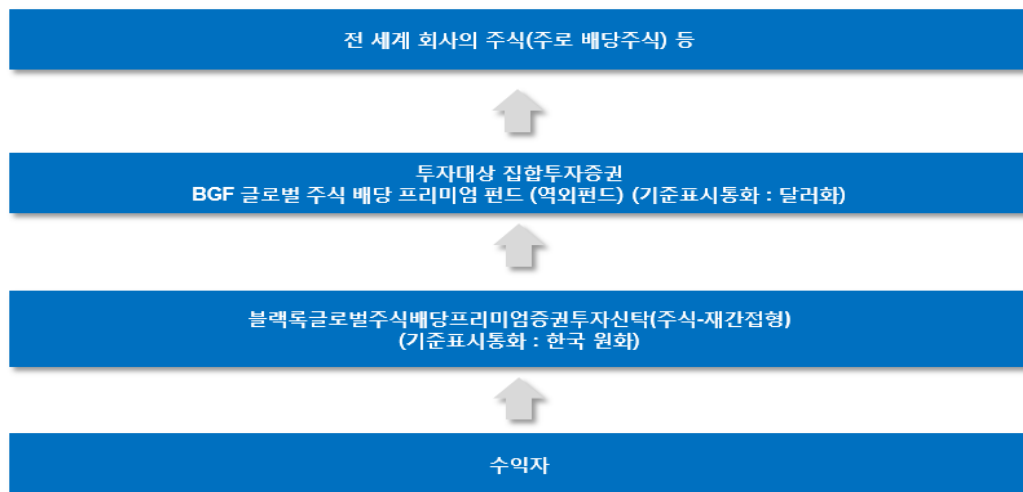 전 세계 회사의 주식(주로 배당주식) 등
투자대상 집합투자증권
BGF 글로벌 주식 배당 프리미엄 펀드 (역외펀드) (기준표시통화 : 달러화)
블랙록글로벌주식배당프리미엄증권투자신탁(주식-재간접형)
(기준표시통화 : 한국 원화)
수익자